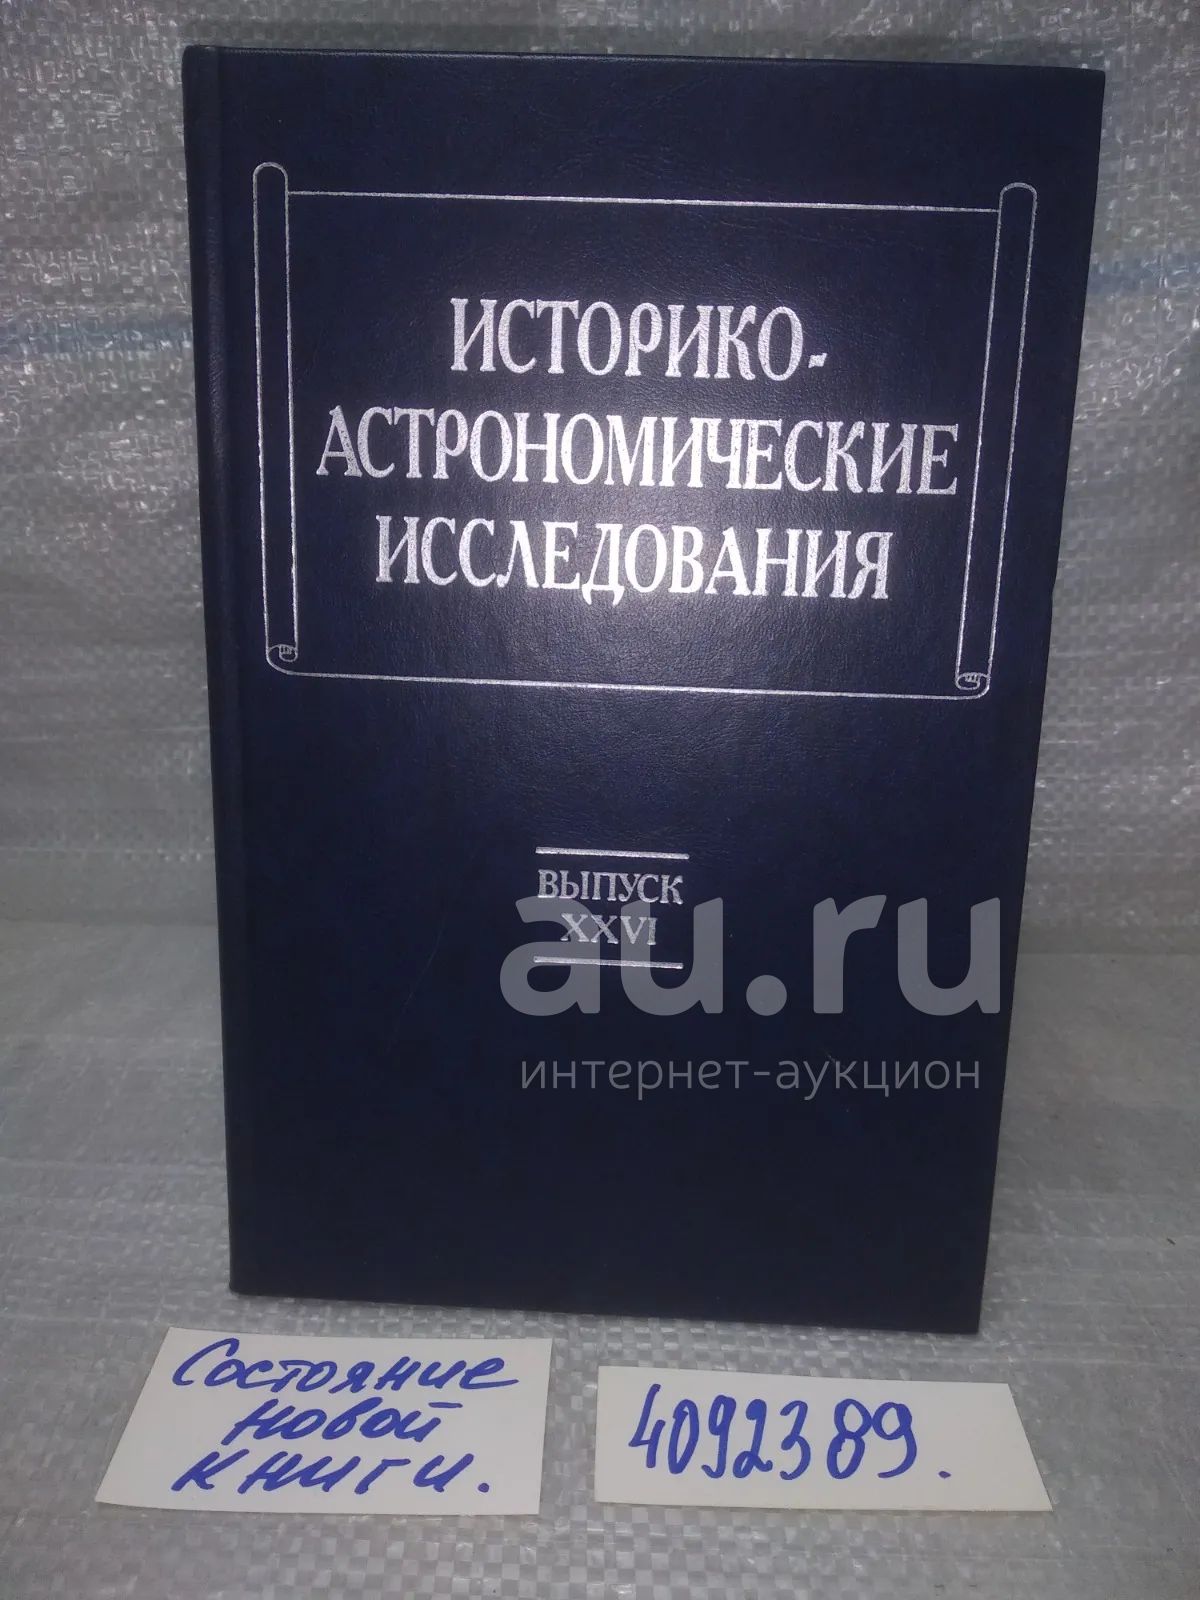 ИСТОРИКО-
АСТРОНОМИЧЕСКИЕ
ИССЛЕДОВАНИЯ
ВЫПУСК
XXVI
au.ru
интернет-аукцион
Состояние
новой
книги.
4092389.